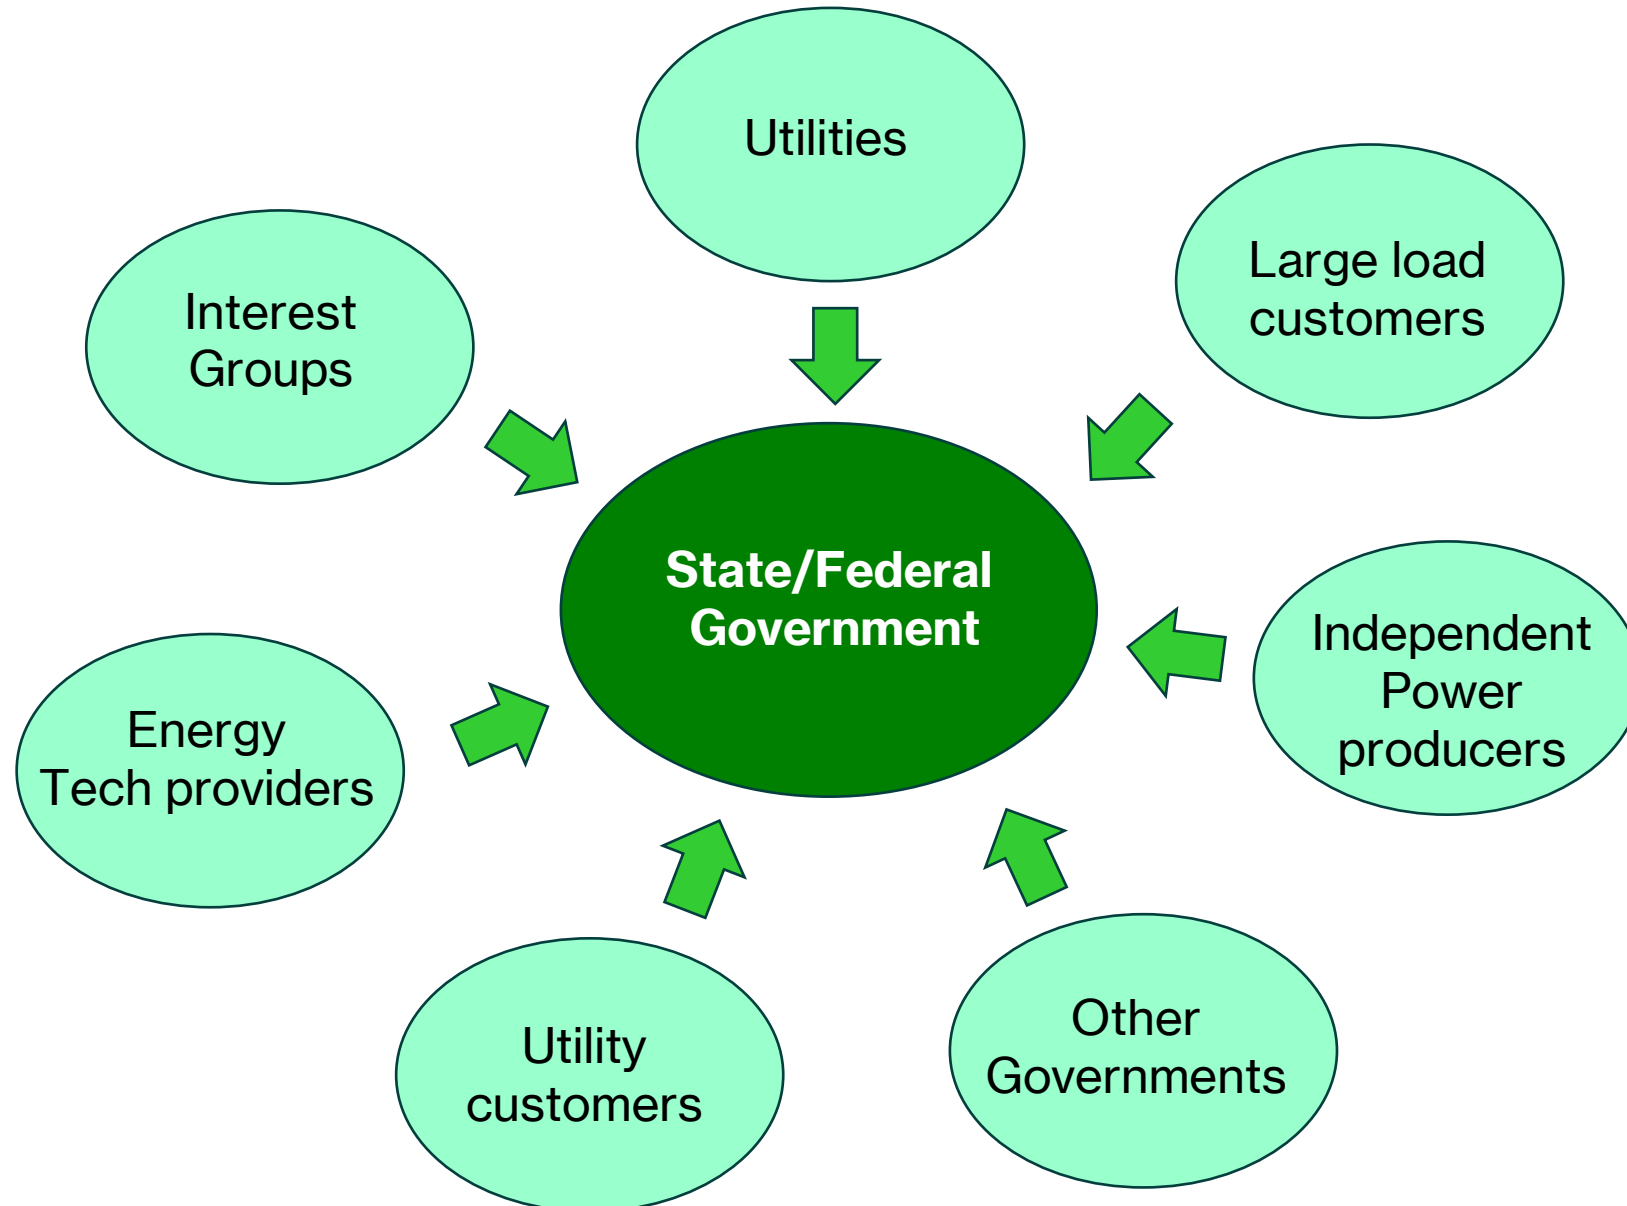 Utilities
Large load
customers
Interest
Groups
State/Federal
Government
Independent
Power
producers
Energy
Tech providers
Other
Governments
Utility
customers